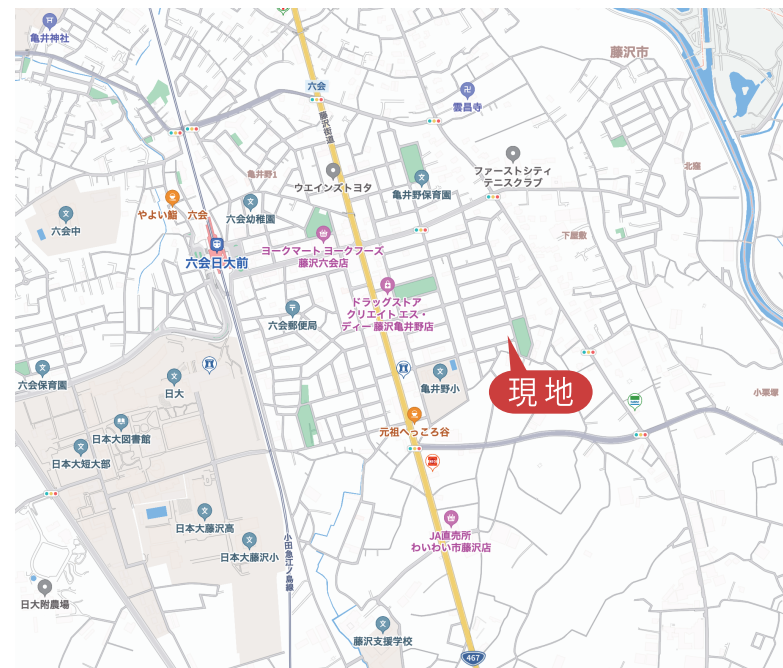 亀井神社
藤沢市
六会
雲昌寺
藤沢街道
亀井野1
ウエインズトヨタ
ファーストシティ
テニスクラブ
北窪
亀井野保育園
やよい鮨
六会
六会幼稚園
六会中
下屋敷
ヨークマート ヨークフーズ
藤沢六会店
六会日大前
ドラッグストア
クリエイト エス・
ディー 藤沢亀井野店
六会郵便局
六会保育園
日大
亀井野小
現地
小栗塚
元祖へっころ谷
日本大図書館
日本大短大部
日本大藤沢高
JA直売所
わいわい市藤沢店
日本大藤沢小
小田急江ノ島線
日大附農場
藤沢支援学校
467